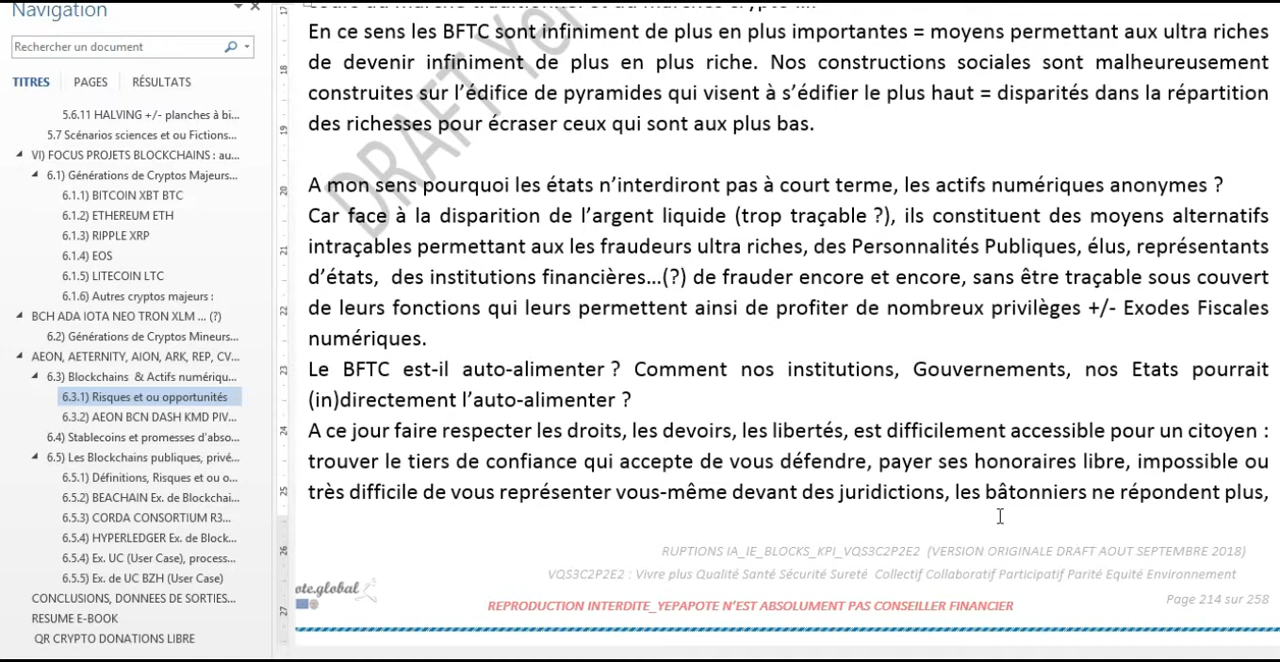 Navigation
Rechercher un document
TITRES PAGES RÉSULTATS
5.6.11 HALVING +/- planches à bi...
5.7 Scénarios sciences et ou Fictions...
VI) FOCUS PROJETS BLOCKCHAINS : au...
6.1) Générations de Cryptos Majeurs...
6.1.1) BITCOIN XBT BTC
6.1.2) ETHEREUM ETH
6.1.3) RIPPLE XRP
6.1.4) EOS
6.1.5) LITECOIN LTC
6.1.6) Autres cryptos majeurs :
BCH ADA IOTA NEO TRON XLM ... (?)
6.2) Générations de Cryptos Mineurs...
AEON, AETERNITY, AION, ARK, REP, CV...
6.3) Blockchains & Actifs numériqu...
6.3.1) Risques et ou opportunités
6.3.2) AEON BCN DASH KMD PIV...
6.4) Stablecoins et promesses d'abso...
6.5) Les Blockchains publiques, privé...
6.5.1) Définitions, Risques et ou o...
6.5.2) BEACHAIN Ex. de Blockchai...
6.5.3) CORDA CONSORTIUM R3...
6.5.4) HYPERLEDGER Ex. de Block...
6.5.4) Ex. UC (User Case), process...
6.5.5) Ex. de UC BZH (User Case)
CONCLUSIONS, DONNEES DE SORTIES...
RESUME E-BOOK
QR CRYPTO DONATIONS LIBRE
17
18
19
20
21
22
23
24
25
26
27
En ce sens les BFTC sont infiniment de plus en plus importantes = moyens permettant aux ultra riches
de devenir infiniment de plus en plus riche. Nos constructions sociales sont malheureusement
construites sur l'édifice de pyramides qui visent à s'édifier le plus haut = disparités dans la répartition
des richesses pour écraser ceux qui sont aux plus bas.
A mon sens pourquoi les états n'interdiront pas à court terme, les actifs numériques anonymes ?
Car face à la disparition de l'argent liquide (trop traçable ?), ils constituent des moyens alternatifs
intraçables permettant aux les fraudeurs ultra riches, des Personnalités Publiques, élus, représentants
d'états, des institutions financières...(?) de frauder encore et encore, sans être traçable sous couvert
de leurs fonctions qui leurs permettent ainsi de profiter de nombreux privilèges +/- Exodes Fiscales
numériques.
Le BFTC est-il auto-alimenter ? Comment nos institutions, Gouvernements, nos Etats pourrait
(in)directement l'auto-alimenter ?
A ce jour faire respecter les droits, les devoirs, les libertés, est difficilement accessible pour un citoyen :
trouver le tiers de confiance qui accepte de vous défendre, payer ses honoraires libre, impossible ou
très difficile de vous représenter vous-même devant des juridictions, les bâtonniers ne répondent plus,
DRAFT Ye
RUPTIONS IA_IE_BLOCKS_KPI_VQS3C2P2E2 (VERSION ORIGINALE DRAFT AOUT SEPTEMBRE 2018)
VQS3C2P2E2 : Vivre plus Qualité Santé Sécurité Sureté Collectif Collaboratif Participatif Parité Equité Environnement
ote.global
Page 214 sur 258
REPRODUCTION INTERDITE_YEPAPOTE N'EST ABSOLUMENT PAS CONSEILLER FINANCIER